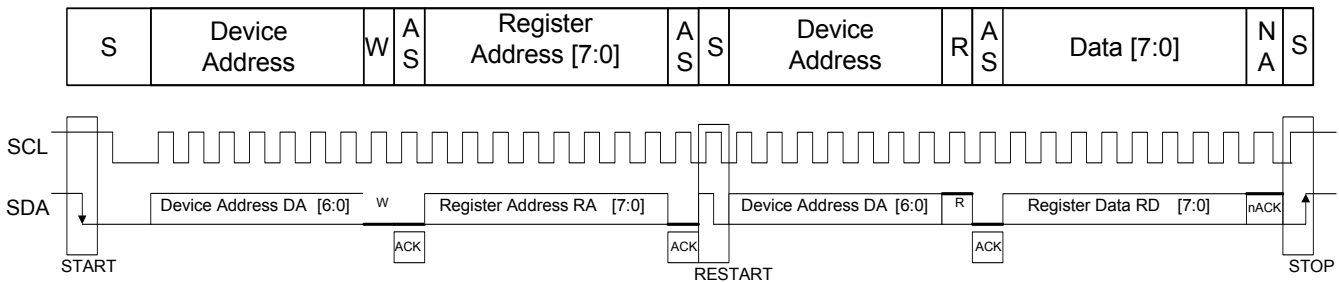 S
Device
Address
W
A
S
Register
Address [7:0]
A
S
S
Device
Address
R
A
S
Data [7:0]
N
A
S
SCL
SDA
Device Address DA [6:0]
W
ACK
Register Address RA [7:0]
ACK
Device Address DA [6:0]
R
ACK
Register Data RD [7:0]
nACK
START
RESTART
STOP